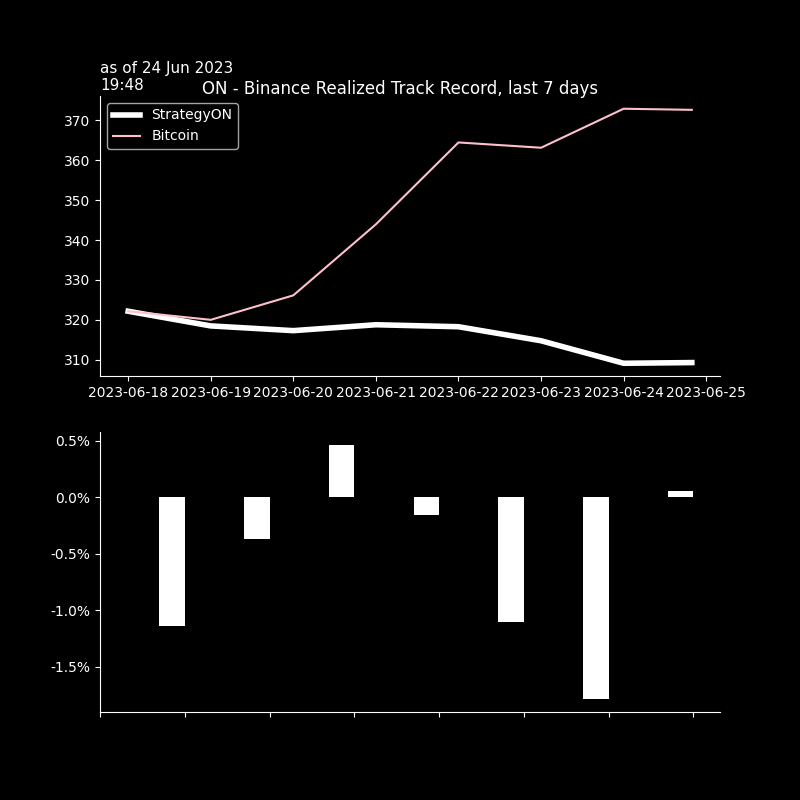 as of 24 Jun 2023
19:48
ON - Binance Realized Track Record, last 7 days
StrategyON
Bitcoin
370
360
350
340
330
320
310
2023-06-18 2023-06-19 2023-06-20 2023-06-21 2023-06-22 2023-06-23 2023-06-24 2023-06-25
0.5%
0.0%
-0.5%
-1.0%
-1.5%